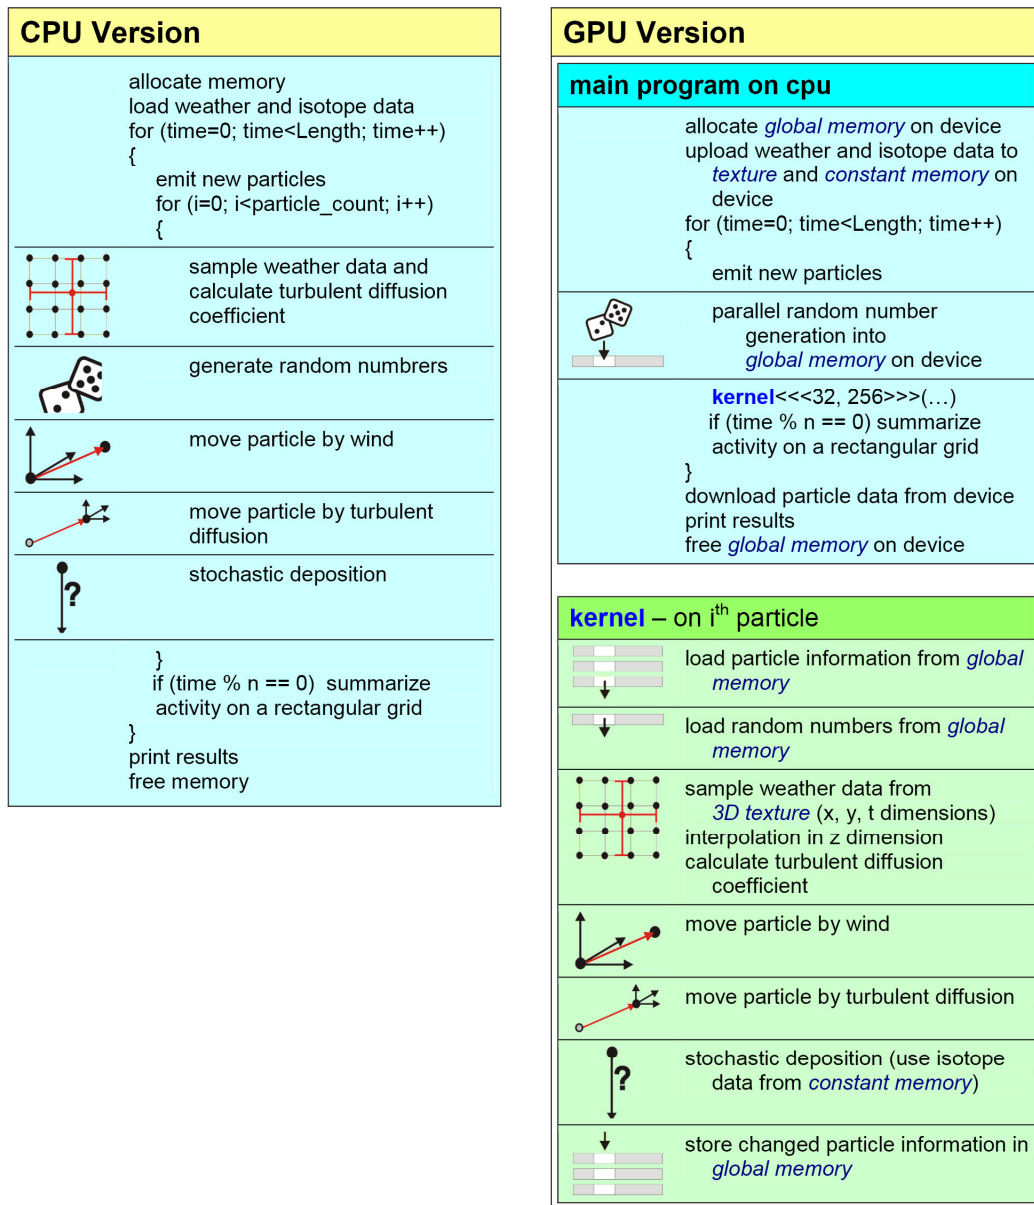 CPU Version
allocate memory
load weather and isotope data
for (time=0; time<Length; time++)
{
emit new particles
for (i=0; i<particle_count; i++)
{
sample weather data and
calculate turbulent diffusion
coefficient
generate random numbrers
move particle by wind
move particle by turbulent
diffusion
stochastic deposition
?
}
if (time % n == 0) summarize
activity on a rectangular grid
}
print results
free memory
GPU Version
main program on cpu
allocate global memory on device
upload weather and isotope data to
texture and constant memory on
device
for (time=0; time<Length; time++)
{
emit new particles
parallel random number
generation into
global memory on device
kernel<<<32, 256>>>(…)
if (time % n == 0) summarize
activity on a rectangular grid
}
download particle data from device
print results
free global memory on device
kernel – on ith particle
load particle information from global
memory
load random numbers from global
memory
sample weather data from
3D texture (x, y, t dimensions)
interpolation in z dimension
calculate turbulent diffusion
coefficient
move particle by wind
move particle by turbulent diffusion
stochastic deposition (use isotope
data from constant memory)
?
store changed particle information in
global memory